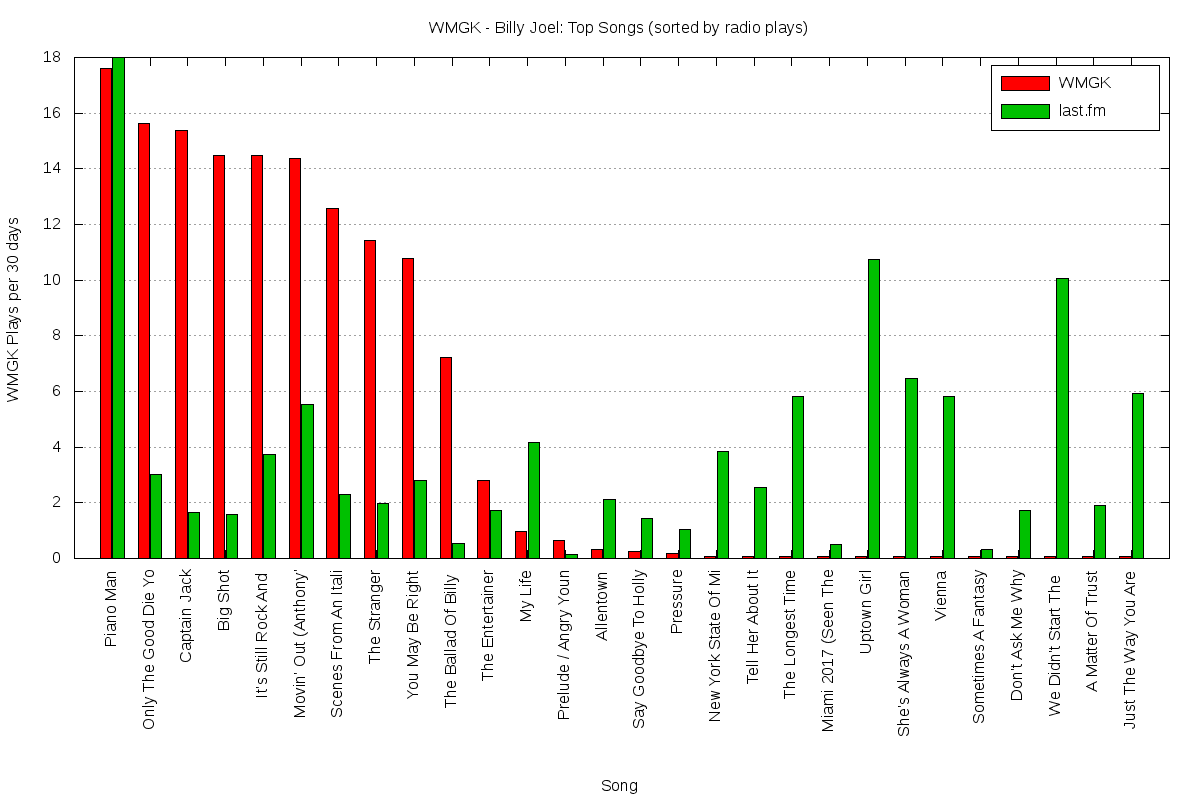 WMGK - Billy Joel: Top Songs (sorted by radio plays)
WMGK
last.fm
WMGK Plays per 30 days
18
16
14
12
10
8
6
4
2
0
Piano Man
Only The Good Die Yo
Captain Jack
Big Shot
It's Still Rock And
Movin' Out (Anthony'
Scenes From An Itali
The Stranger
You May Be Right
The Ballad Of Billy
The Entertainer
My Life
Prelude / Angry Youn
Allentown
Say Goodbye To Holly
Pressure
New York State Of Mi
Tell Her About It
The Longest Time
Miami 2017 (Seen The
Uptown Girl
She's Always A Woman
Vienna
Sometimes A Fantasy
Don't Ask Me Why
We Didn't Start The
A Matter Of Trust
Just The Way You Are
Song